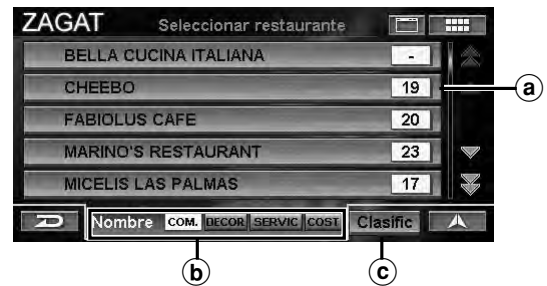 ZAGAT Seleccionar restaurante
BELLA CUCINA ITALIANA -
CHEEBO 19
FABIOLUS CAFE 20
MARINO'S RESTAURANT 23
MICELIS LAS PALMAS 17
Nombre COM. DECOR SERVIC COST Clasific
a
b
c